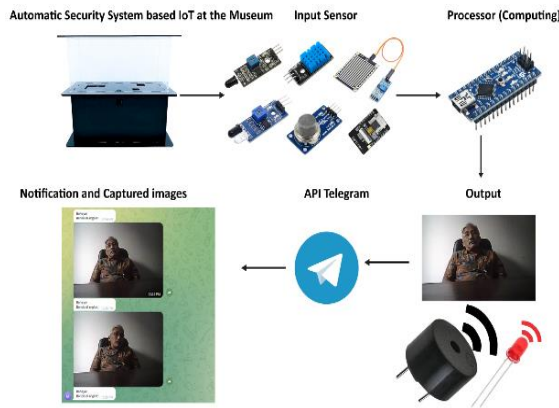 Automatic Security System based IoT at the Museum
Input Sensor
Processor (Computing)
Notification and Captured images
API Telegram
Output